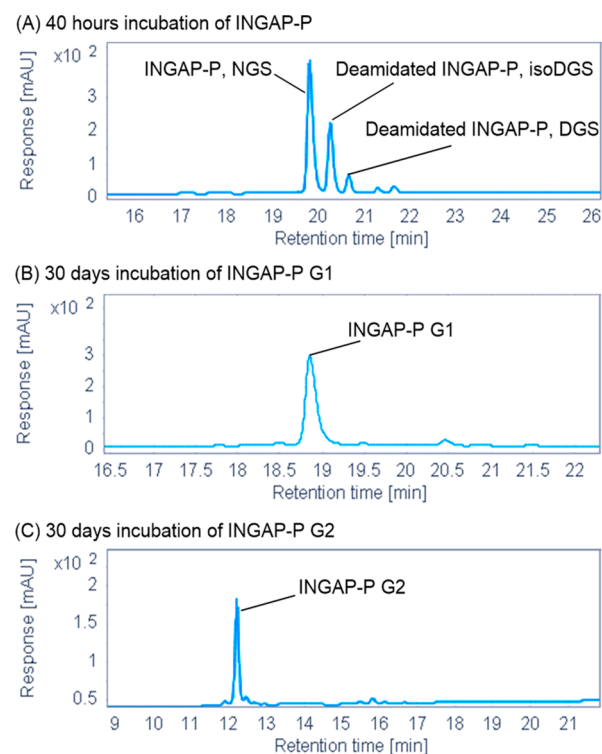 (A) 40 hours incubation of INGAP-P
x10 2
INGAP-P, NGS
Deamidated INGAP-P, isoDGS
Deamidated INGAP-P, DGS
Response [mAU]
3
2
1
0
16 17 18 19 20 21 22 23 24 25 26
Retention time [min]
(B) 30 days incubation of INGAP-P G1
x10 2
INGAP-P G1
Response [mAU]
3
2
1
0
16.5 17 17.5 18 18.5 19 19.5 20 20.5 21 21.5 22
Retention time [min]
(C) 30 days incubation of INGAP-P G2
x10 2
INGAP-P G2
Response [mAU]
2
1.5
1
0.5
9 10 11 12 13 14 15 16 17 18 19 20 21
Retention time [min]